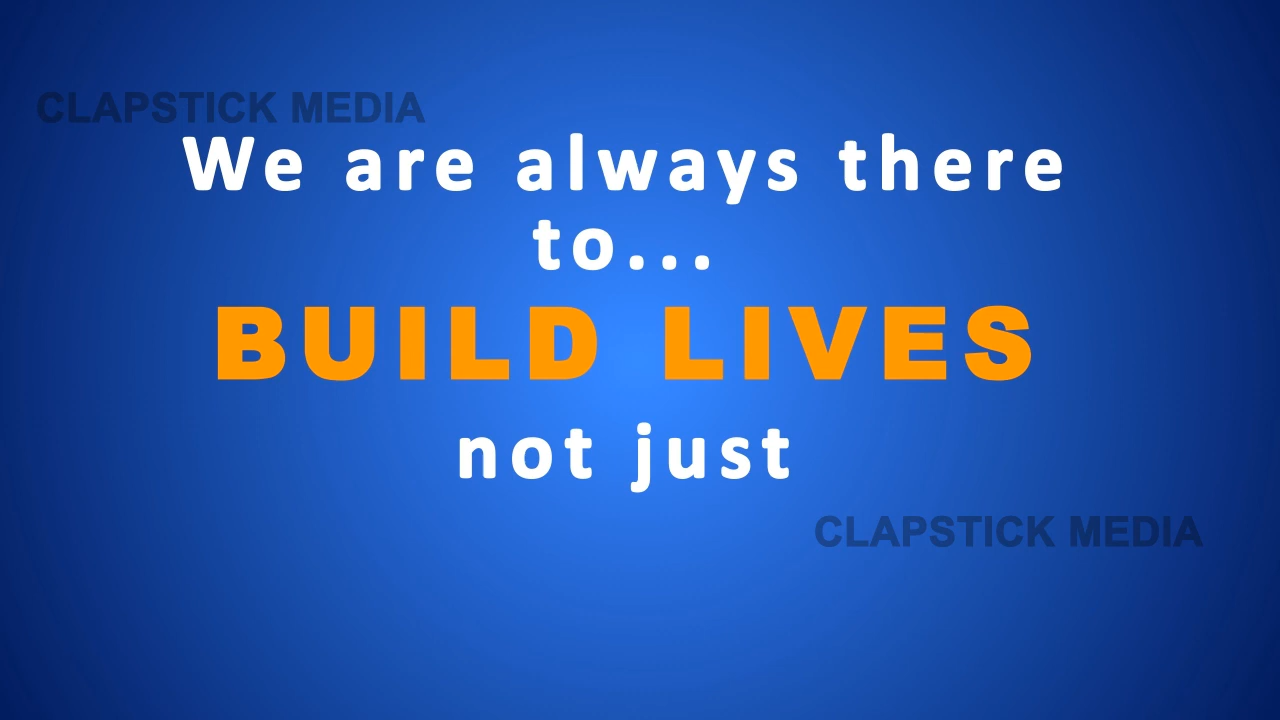 CLAPSTICK MEDIA
We are always there
to...
BUILD LIVES
not just
CLAPSTICK MEDIA